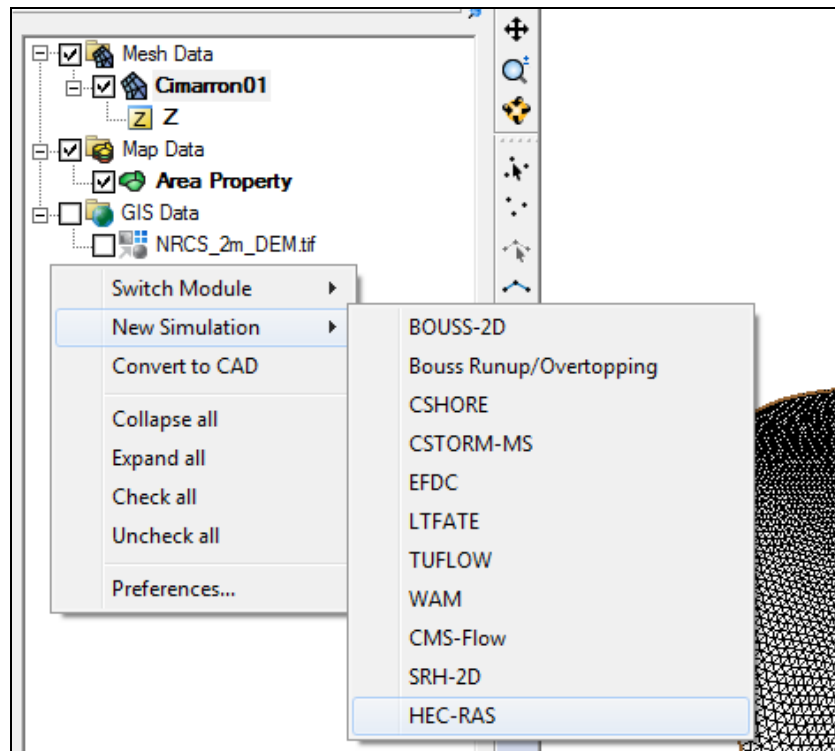 Mesh Data
Cimarron01
Z Z
Map Data
Area Property
GIS Data
NRCS_2m_DEM.tif
Switch Module
New Simulation
Convert to CAD
Collapse all
Expand all
Check all
Uncheck all
Preferences...
BOUSS-2D
Bouss Runup/Overtopping
CSHORE
CSTORM-MS
EFDC
LTFATE
TUFLOW
WAM
CMS-Flow
SRH-2D
HEC-RAS